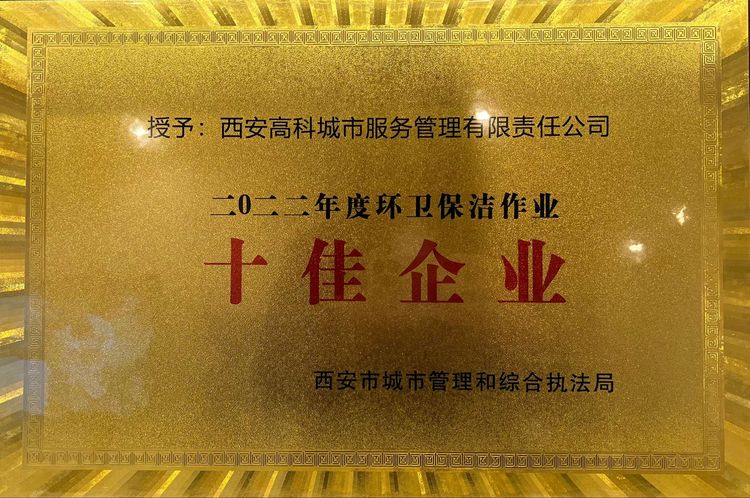 授予：西安高科城市服务管理有限责任公司
二0二二年度环卫保洁作业
十佳企业
西安市城市管理和综合执法局